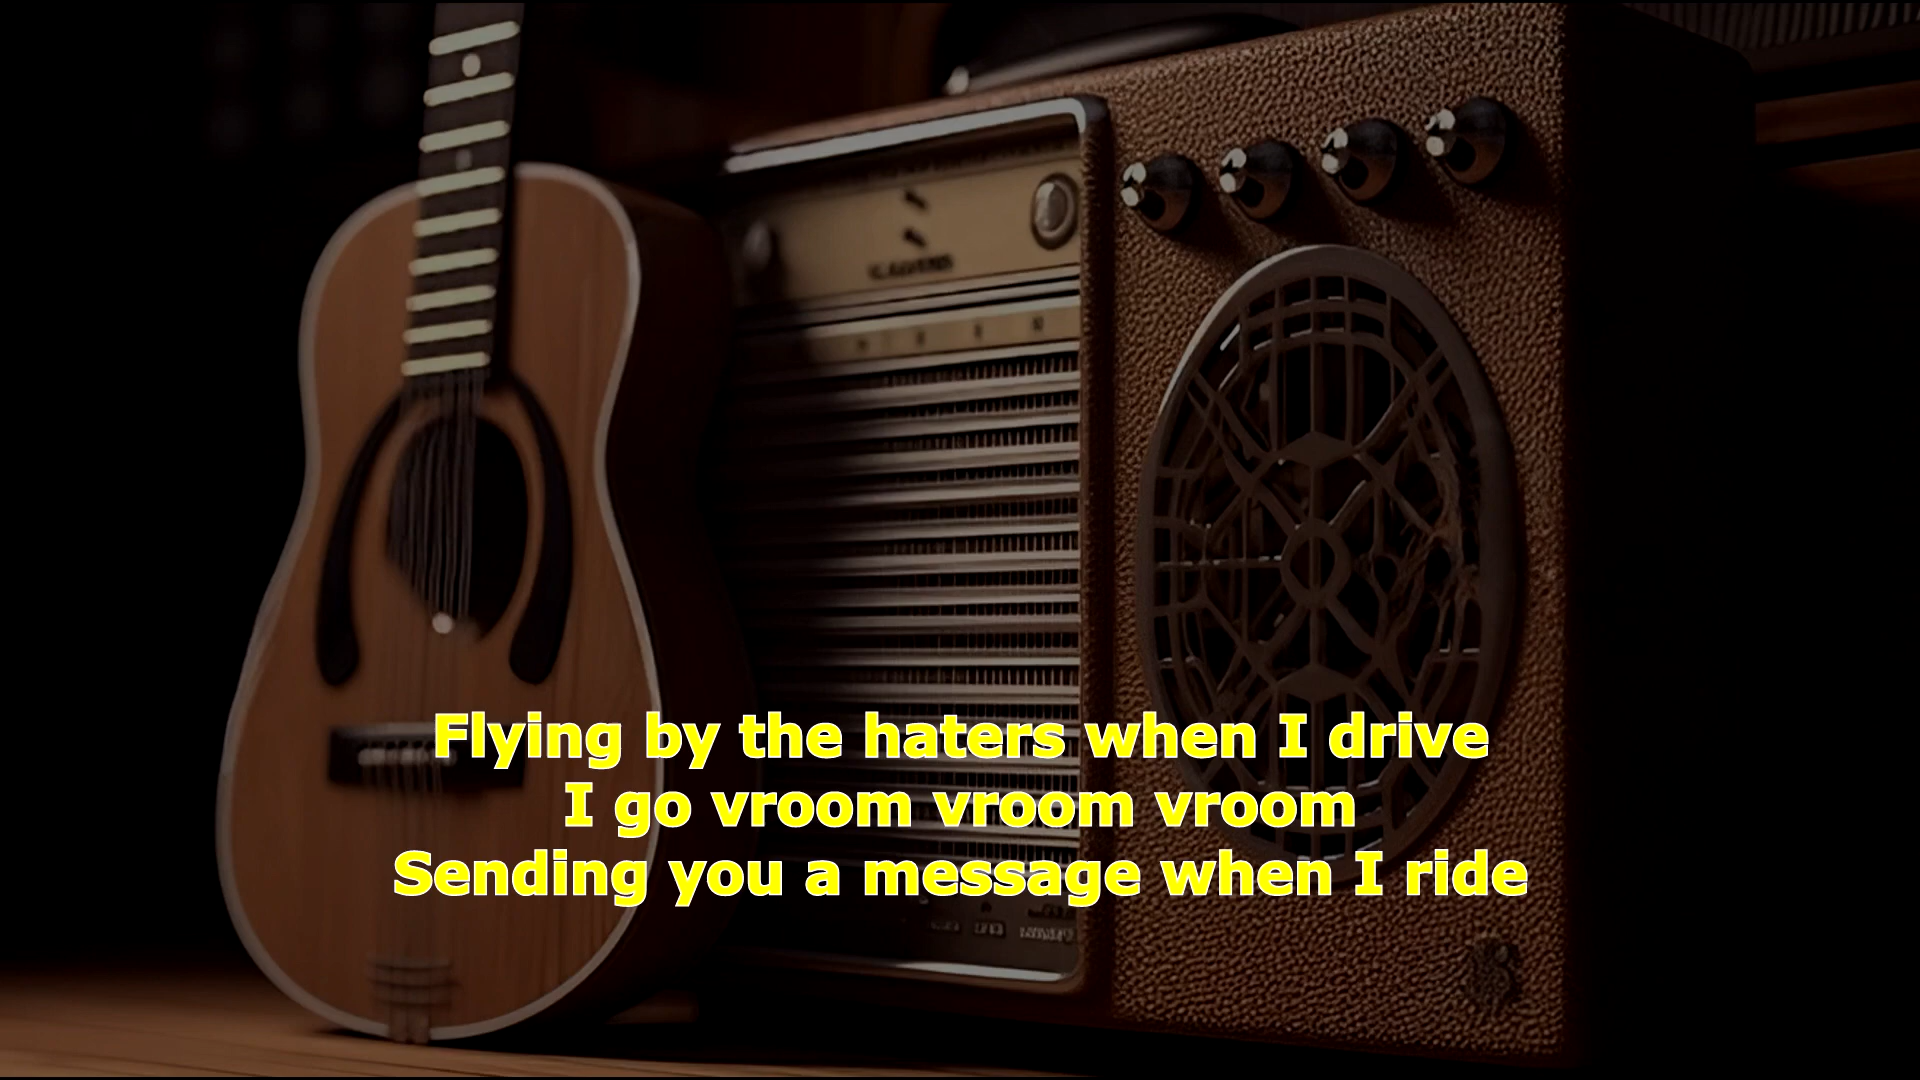 Flying by the haters when I drive
I go vroom vroom vroom
Sending you a message when I ride